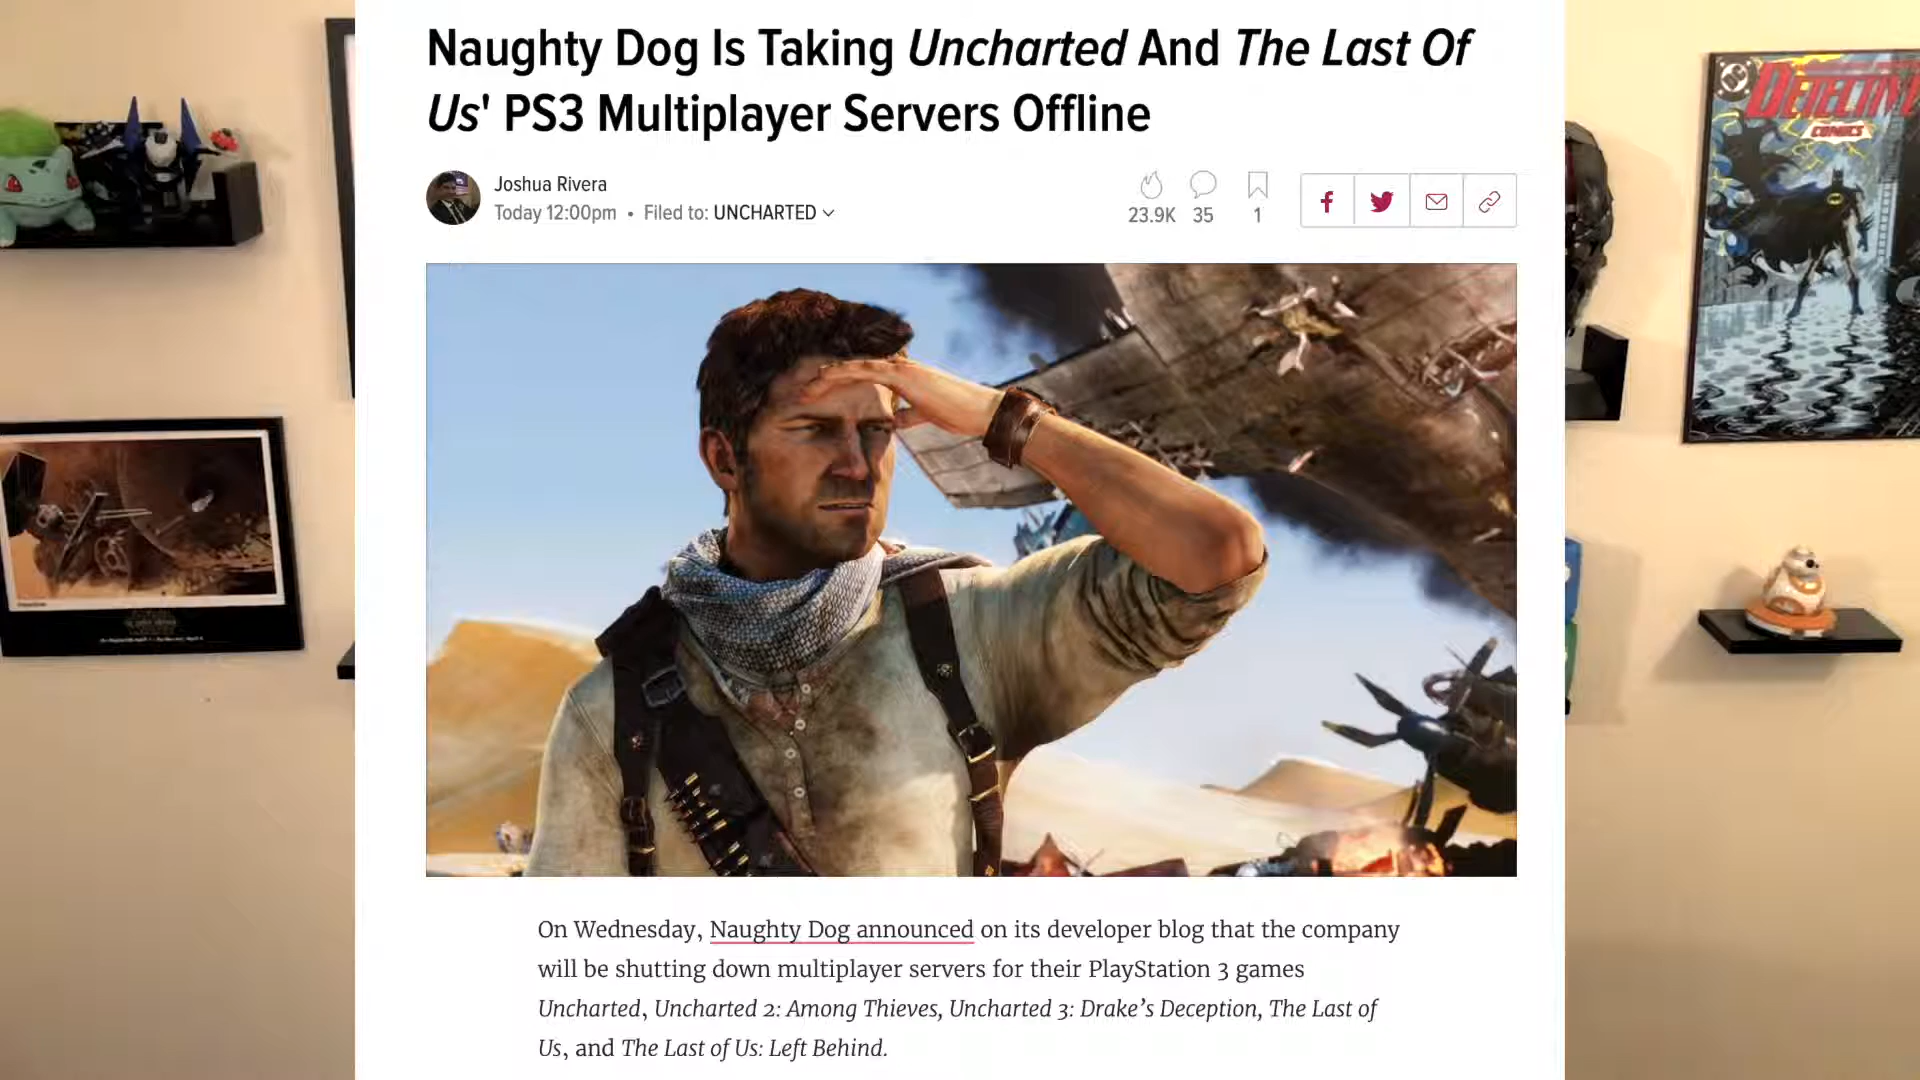 Naughty Dog Is Taking Uncharted And The Last Of
Us' PS3 Multiplayer Servers Offline
Joshua Rivera
Today 12:00pm • Filed to: UNCHARTED
23.9K 35 1
On Wednesday, Naughty Dog announced on its developer blog that the company
will be shutting down multiplayer servers for their PlayStation 3 games
Uncharted, Uncharted 2: Among Thieves, Uncharted 3: Drake’s Deception, The Last of
Us, and The Last of Us: Left Behind.
DC
DETECTIVE
COMICS